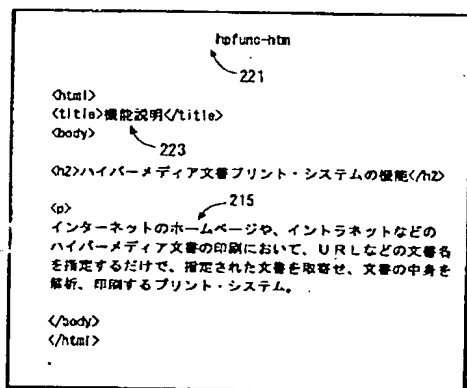 hpfunc-htm
221
<html>
<title>機能説明</title>
223
<body>
<h2>ハイパーメディア文書プリント・システムの機能</h2>
215
<p>
インターネットのホームページや、イントラネットなどの
ハイパーメディア文書の印刷において、URLなどの文書名
を指定するだけで、指定された文書を取寄せ、文書の中身を
解析、印刷するプリント・システム。
</body>
</html>